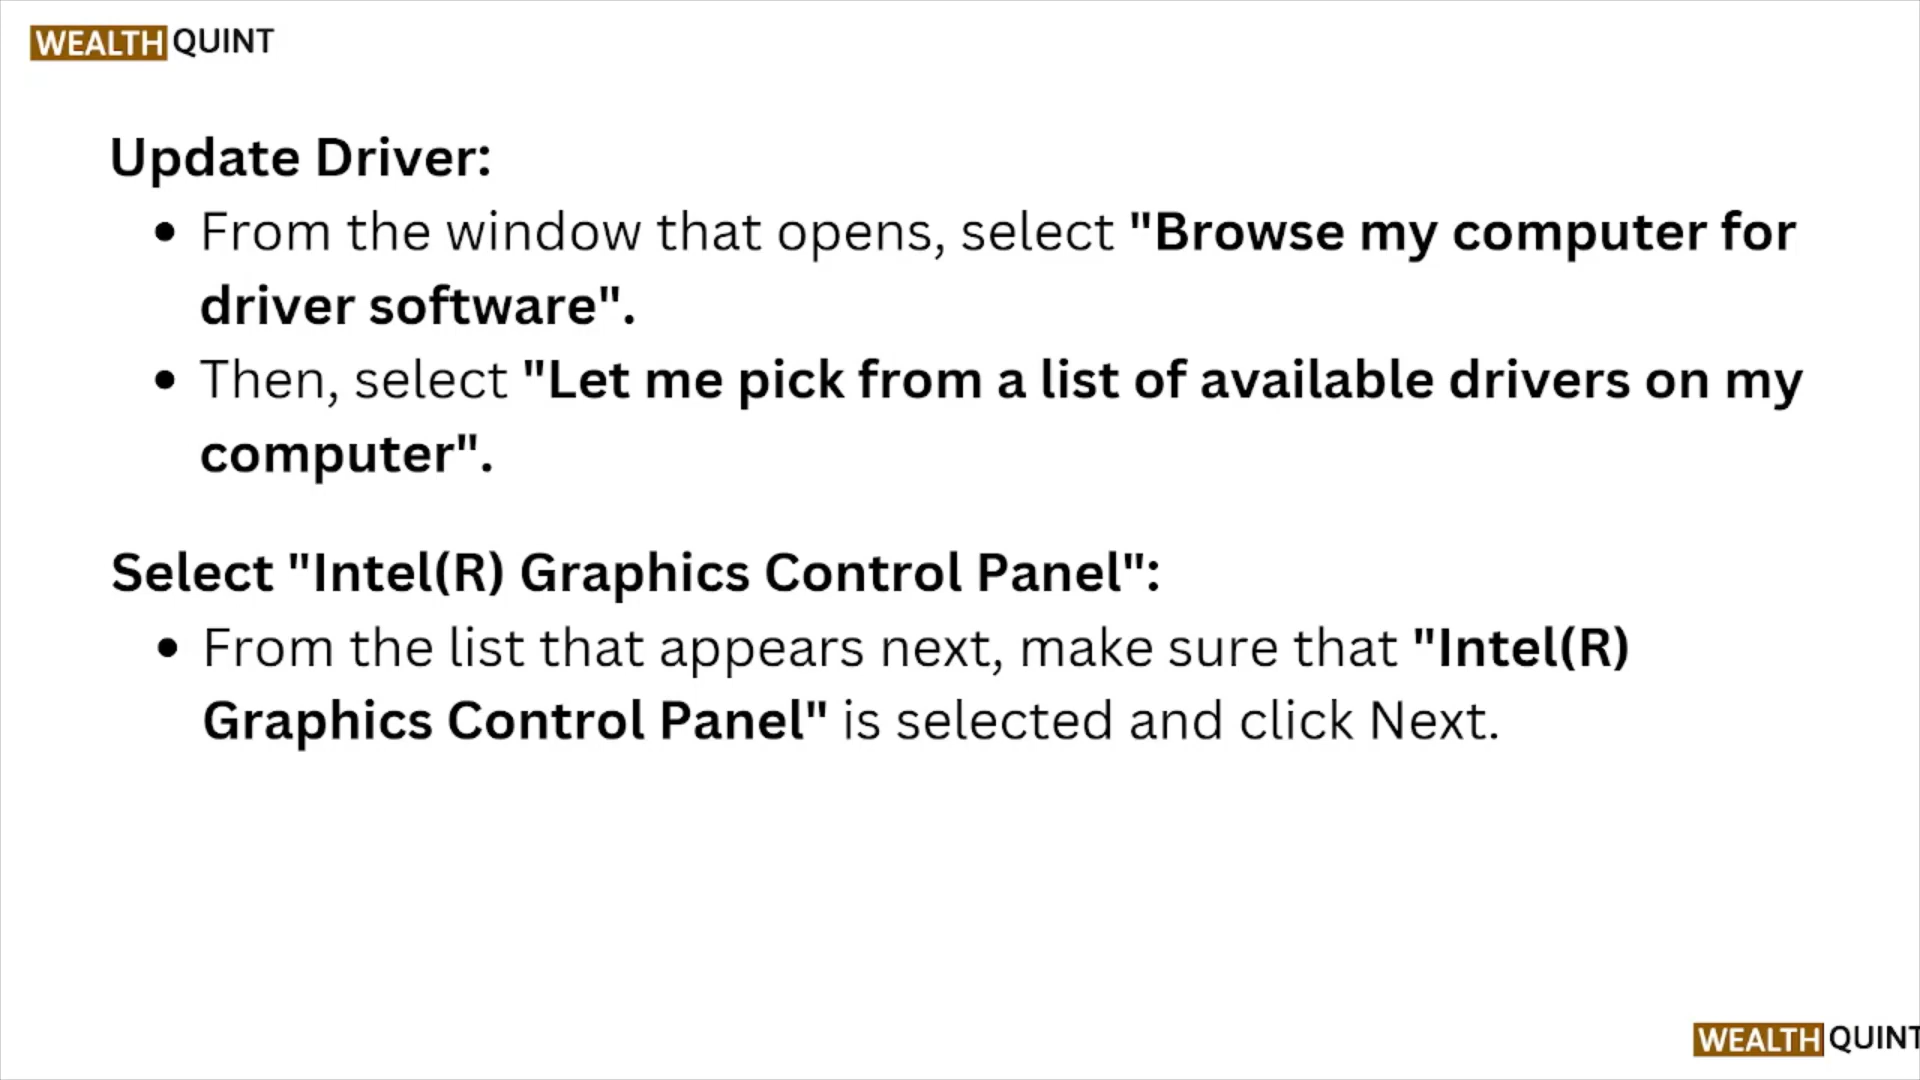 WEALTH QUINT
Update Driver:
• From the window that opens, select "Browse my computer for
driver software".
• Then, select "Let me pick from a list of available drivers on my
computer".
Select "Intel(R) Graphics Control Panel":
• From the list that appears next, make sure that "Intel(R)
Graphics Control Panel" is selected and click Next.
WEALTH QUINT